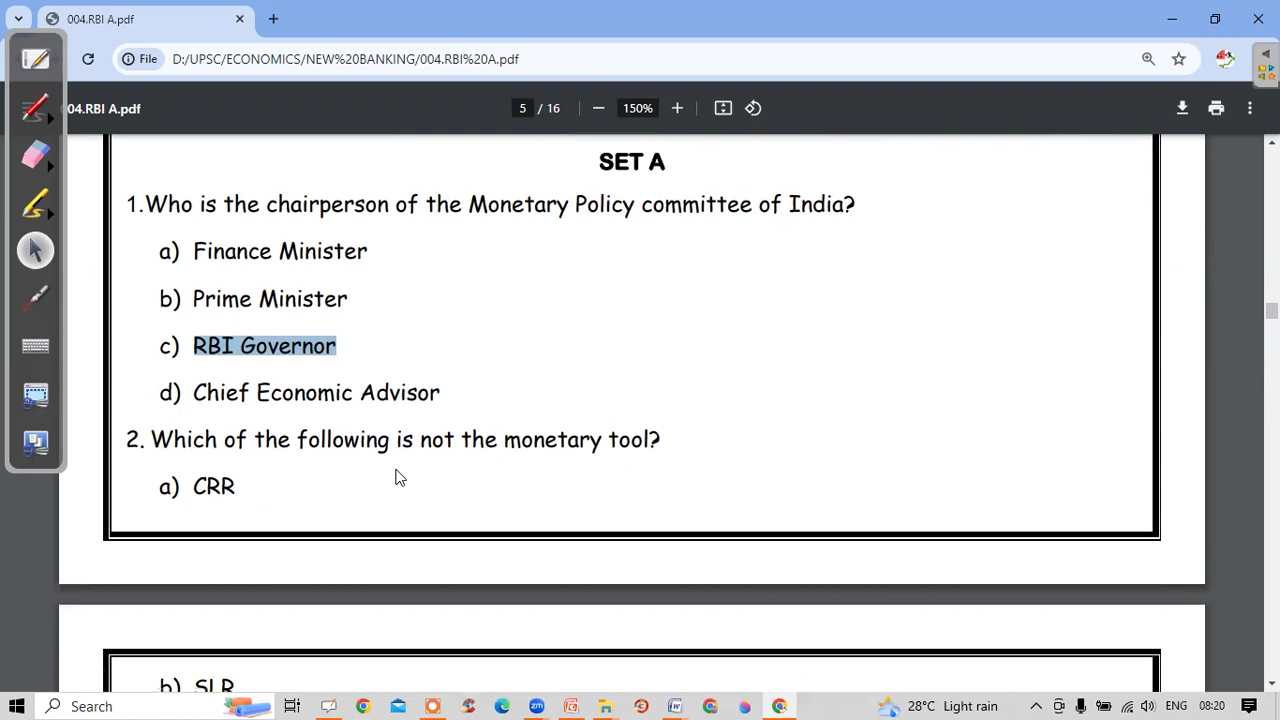 004.RBI A.pdf
File D:/UPSC/ECONOMICS/NEW%20BANKING/004.RBI%20A.pdf
004.RBI A.pdf
5 / 16
150%
SET A
1.Who is the chairperson of the Monetary Policy committee of India?
a) Finance Minister
b) Prime Minister
c) RBI Governor
d) Chief Economic Advisor
2. Which of the following is not the monetary tool?
a) CRR
b) SLR
Search
28°C Light rain
ENG
08:20